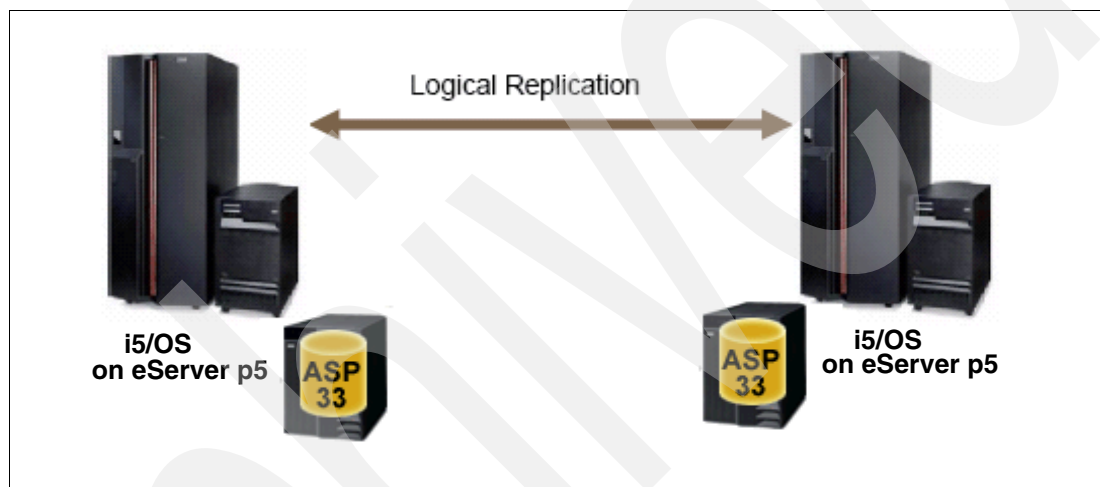 Logical Replication
i5/OS
on eServer p5
ASP
33
ASP
33
i5/OS
on eServer p5